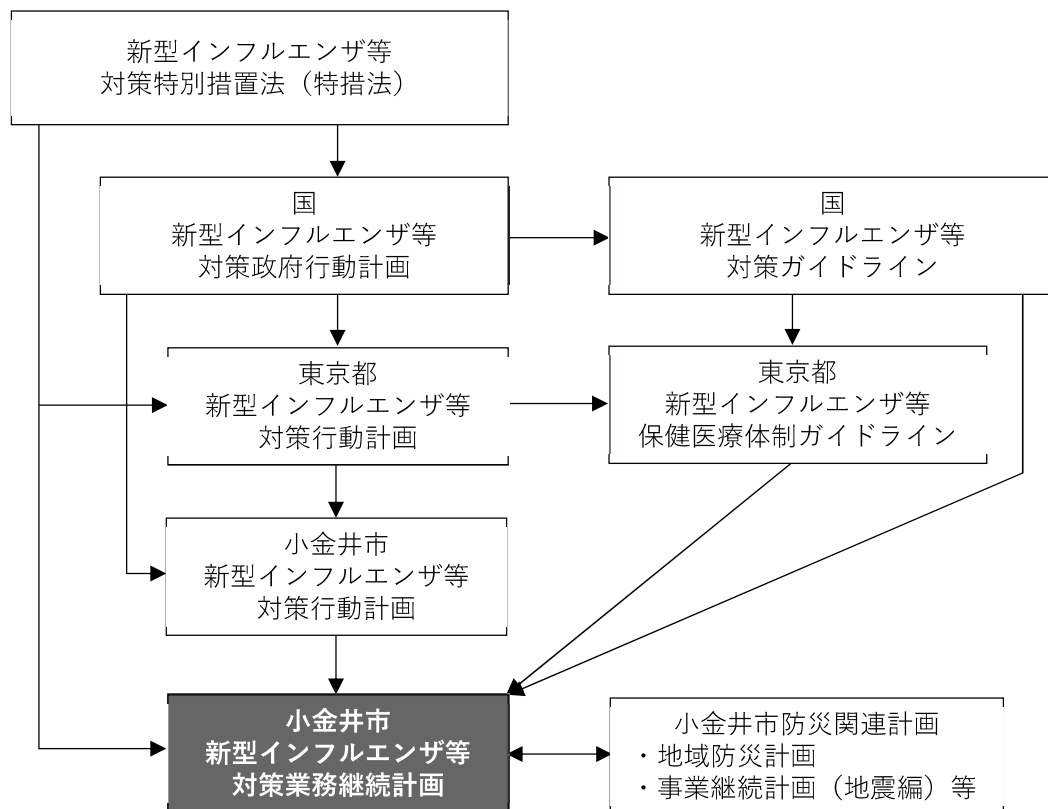 新型インフルエンザ等
対策特別措置法（特措法）
国
新型インフルエンザ等
対策政府行動計画
国
新型インフルエンザ等
対策ガイドライン
東京都
新型インフルエンザ等
対策行動計画
東京都
新型インフルエンザ等
保健医療体制ガイドライン
小金井市
新型インフルエンザ等
対策行動計画
小金井市
新型インフルエンザ等
対策業務継続計画
小金井市防災関連計画
・地域防災計画
・事業継続計画（地震編）等